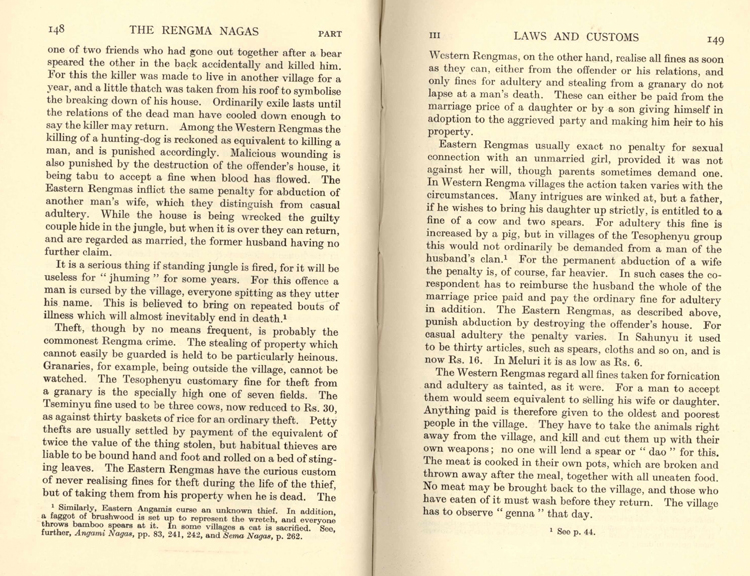 148 THE RENGMA NAGAS PART
one of two friends who had gone out together after a bear
speared the other in the back accidentally and killed him.
For this the killer was made to live in another village for a
year, and a little thatch was taken from his roof to symbolise
the breaking down of his house. Ordinarily exile lasts until
the relations of the dead man have cooled down enough to
say the killer may return. Among the Western Rengmas the
killing of a hunting-dog is reckoned as equivalent to killing a
man, and is punished accordingly. Malicious wounding is
also punished by the destruction of the offender's house, it
being tabu to accept a fine when blood has flowed. The
Eastern Rengmas inflict the same penalty for abduction of
another man's wife, which they distinguish from casual
adultery. While the house is being wrecked the guilty
couple hide in the jungle, but when it is over they can return,
and are regarded as married, the former husband having no
further claim.
It is a serious thing if standing jungle is fired, for it will be
useless for " jhuming " for some years. For this offence a
man is cursed by the village, everyone spitting as they utter
his name. This is believed to bring on repeated bouts of
illness which will almost inevitably end in death.¹
Theft, though by no means frequent, is probably the
commonest Rengma crime. The stealing of property which
cannot easily be guarded is held to be particularly heinous.
Granaries, for example, being outside the village, cannot be
watched. The Tesophenyu customary fine for theft from
a granary is the specially high one of seven fields. The
Tseminyu fine used to be three cows, now reduced to Rs. 30,
as against thirty baskets of rice for an ordinary theft. Petty
thefts are usually settled by payment of the equivalent of
twice the value of the thing stolen, but habitual thieves are
liable to be bound hand and foot and rolled on a bed of sting-
ing leaves. The Eastern Rengmas have the curious custom
of never realising fines for theft during the life of the thief,
but of taking them from his property when he is dead. The
¹ Similarly, Eastern Angamis curse an unknown thief. In addition,
a faggot of brushwood is set up to represent the wretch, and everyone
throws bamboo spears at it. In some villages a cat is sacrificed. See,
further, Angami Nagas, pp. 83, 241, 242, and Sema Nagas, p. 262.
III LAWS AND CUSTOMS 149
Western Rengmas, on the other hand, realise all fines as soon
as they can, either from the offender or his relations, and
only fines for adultery and stealing from a granary do not
lapse at a man's death. These can either be paid from the
marriage price of a daughter or by a son giving himself in
adoption to the aggrieved party and making him heir to his
property.
Eastern Rengmas usually exact no penalty for sexual
connection with an unmarried girl, provided it was not
against her will, though parents sometimes demand one.
In Western Rengma villages the action taken varies with the
circumstances. Many intrigues are winked at, but a father,
if he wishes to bring his daughter up strictly, is entitled to a
fine of a cow and two spears. For adultery this fine is
increased by a pig, but in villages of the Tesophenyu group
this would not ordinarily be demanded from a man of the
husband's clan.¹ For the permanent abduction of a wife
the penalty is, of course, far heavier. In such cases the co-
respondent has to reimburse the husband the whole of the
marriage price paid and pay the ordinary fine for adultery
in addition. The Eastern Rengmas, as described above,
punish abduction by destroying the offender's house. For
casual adultery the penalty varies. In Sahunyu it used
to be thirty articles, such as spears, cloths and so on, and is
now Rs. 16. In Meluri it is as low as Rs. 6.
The Western Rengmas regard all fines taken for fornication
and adultery as tainted, as it were. For a man to accept
them would seem equivalent to selling his wife or daughter.
Anything paid is therefore given to the oldest and poorest
people in the village. They have to take the animals right
away from the village, and kill and cut them up with their
own weapons; no one will lend a spear or " dao " for this.
The meat is cooked in their own pots, which are broken and
thrown away after the meal, together with all uneaten food.
No meat may be brought back to the village, and those who
have eaten of it must wash before they return. The village
has to observe " genna " that day.
¹ See p. 44.